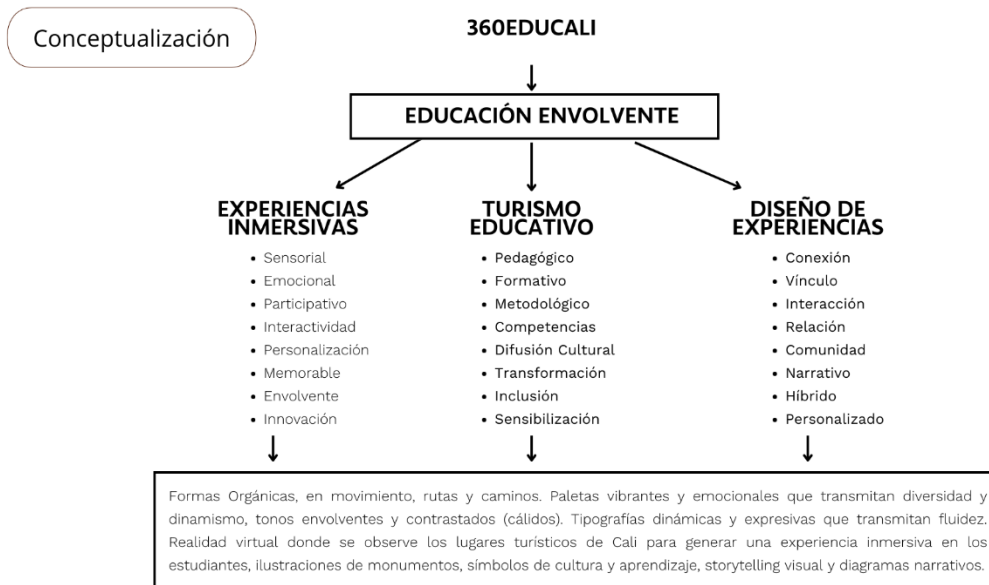 Conceptualización
360EDUCALI
EDUCACIÓN ENVOLVENTE
EXPERIENCIAS
INMERSIVAS
• Sensorial
• Emocional
• Participativo
• Interactividad
• Personalización
• Memorable
• Envolvente
• Innovación
TURISMO
EDUCATIVO
• Pedagógico
• Formativo
• Metodológico
• Competencias
• Difusión Cultural
• Transformación
• Inclusión
• Sensibilización
DISEÑO DE
EXPERIENCIAS
• Conexión
• Vínculo
• Interacción
• Relación
• Comunidad
• Narrativo
• Híbrido
• Personalizado
Formas Orgánicas, en movimiento, rutas y caminos. Paletas vibrantes y emocionales que transmitan diversidad y
dinamismo, tonos envolventes y contrastados (cálidos). Tipografías dinámicas y expresivas que transmitan fluidez.
Realidad virtual donde se observe los lugares turísticos de Cali para generar una experiencia inmersiva en los
estudiantes, ilustraciones de monumentos, símbolos de cultura y aprendizaje, storytelling visual y diagramas narrativos.